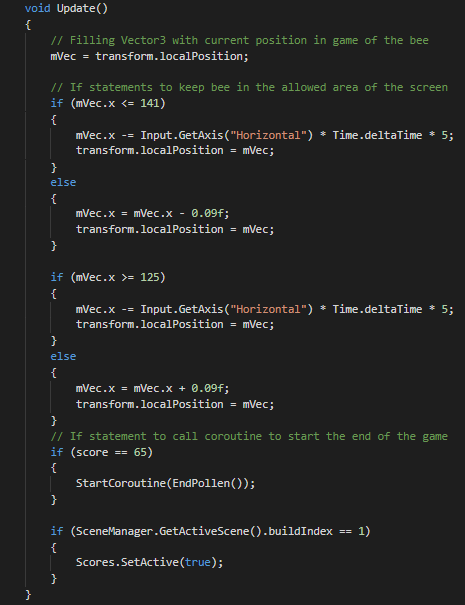 void Update()
{
    // Filling Vector3 with current position in game of the bee
    mVec = transform.localPosition;

    // If statements to keep bee in the allowed area of the screen
    if (mVec.x <= 141)
    {
        mVec.x -= Input.GetAxis("Horizontal") * Time.deltaTime * 5;
        transform.localPosition = mVec;
    }
    else
    {
        mVec.x = mVec.x - 0.09f;
        transform.localPosition = mVec;
    }

    if (mVec.x >= 125)
    {
        mVec.x -= Input.GetAxis("Horizontal") * Time.deltaTime * 5;
        transform.localPosition = mVec;
    }
    else
    {
        mVec.x = mVec.x + 0.09f;
        transform.localPosition = mVec;
    }
    // If statement to call coroutine to start the end of the game
    if (score == 65)
    {
        StartCoroutine(EndPollen());
    }

    if (SceneManager.GetActiveScene().buildIndex == 1)
    {
        Scores.SetActive(true);
    }
}